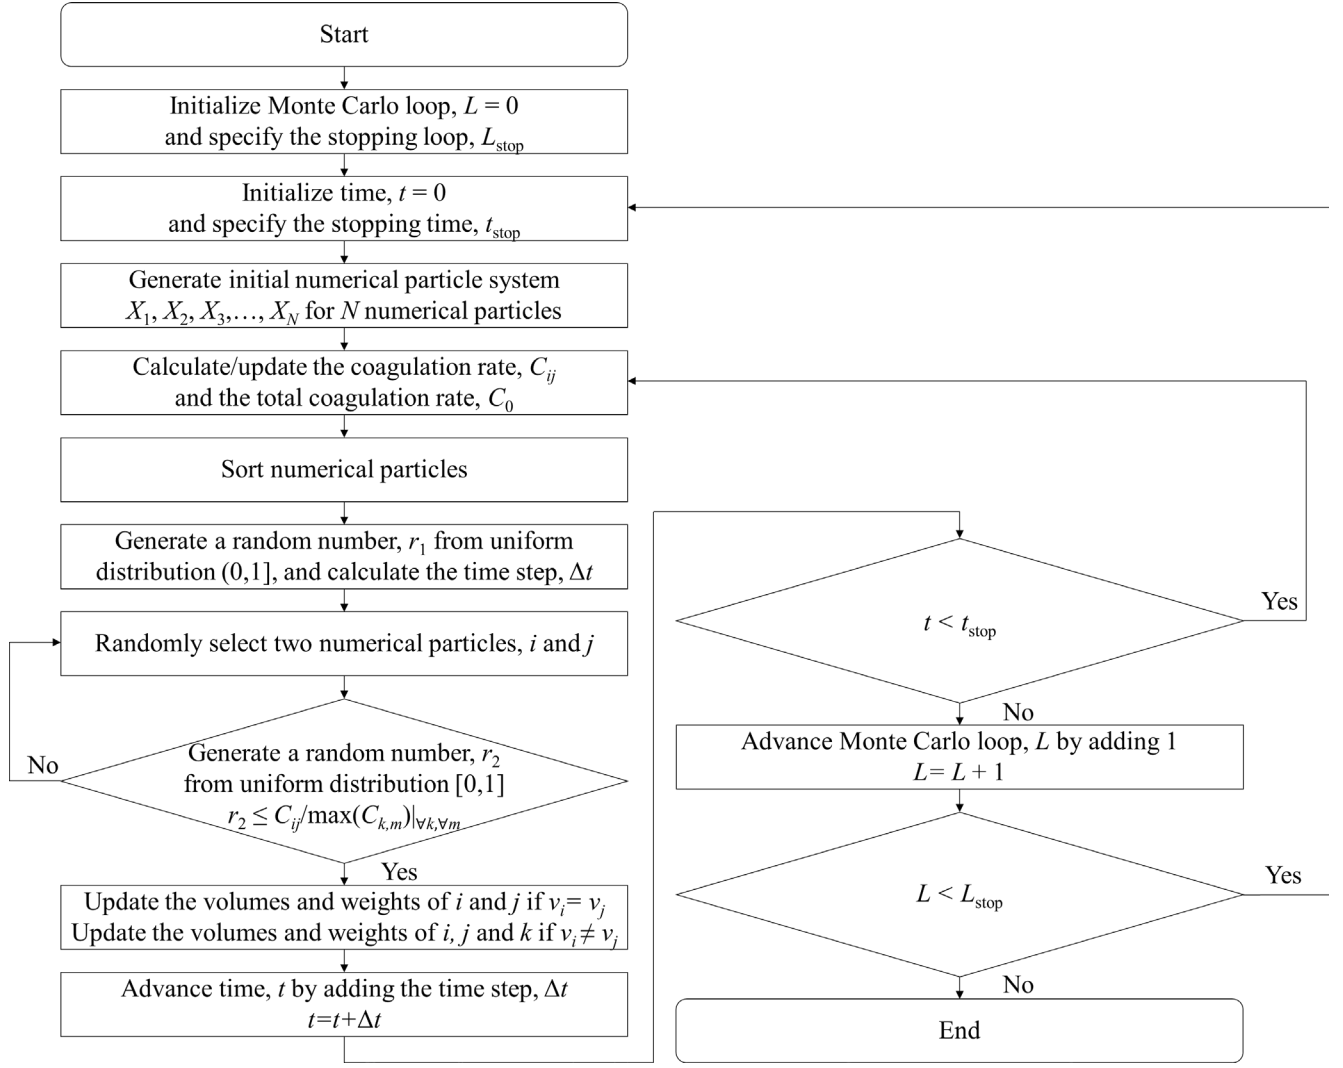 Start
Initialize Monte Carlo loop, L = 0
and specify the stopping loop, Lstop
Initialize time, t = 0
and specify the stopping time, tstop
Generate initial numerical particle system
X1, X2, X3,…, XN for N numerical particles
Calculate/update the coagulation rate, Cij
and the total coagulation rate, C0
Sort numerical particles
Generate a random number, r1 from uniform
distribution (0,1], and calculate the time step, Δt
Randomly select two numerical particles, i and j
Generate a random number, r2
from uniform distribution [0,1]
r2 ≤ Cij/max(Ck,m)|∀k,∀m
No
Yes
Update the volumes and weights of i and j if vi= vj
Update the volumes and weights of i, j and k if vi ≠ vj
Advance time, t by adding the time step, Δt
t=t+Δt
t < tstop
Yes
No
Advance Monte Carlo loop, L by adding 1
L= L + 1
L < Lstop
Yes
No
End